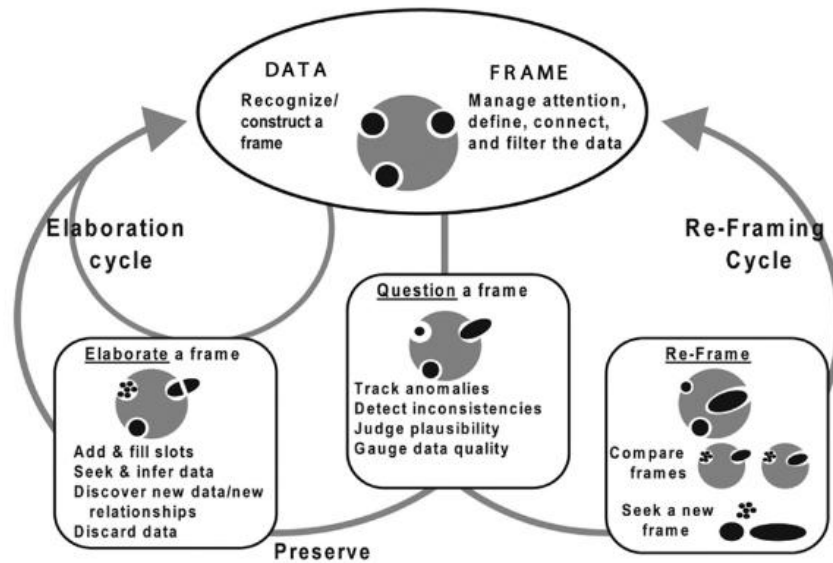 DATA
Recognize/
construct a
frame
FRAME
Manage attention,
define, connect,
and filter the data
Elaboration
cycle
Re-Framing
Cycle
Elaborate a frame
Add & fill slots
Seek & infer data
Discover new data/new
relationships
Discard data
Question a frame
Track anomalies
Detect inconsistencies
Judge plausibility
Gauge data quality
Re-Frame
Compare
frames
Seek a new
frame
Preserve